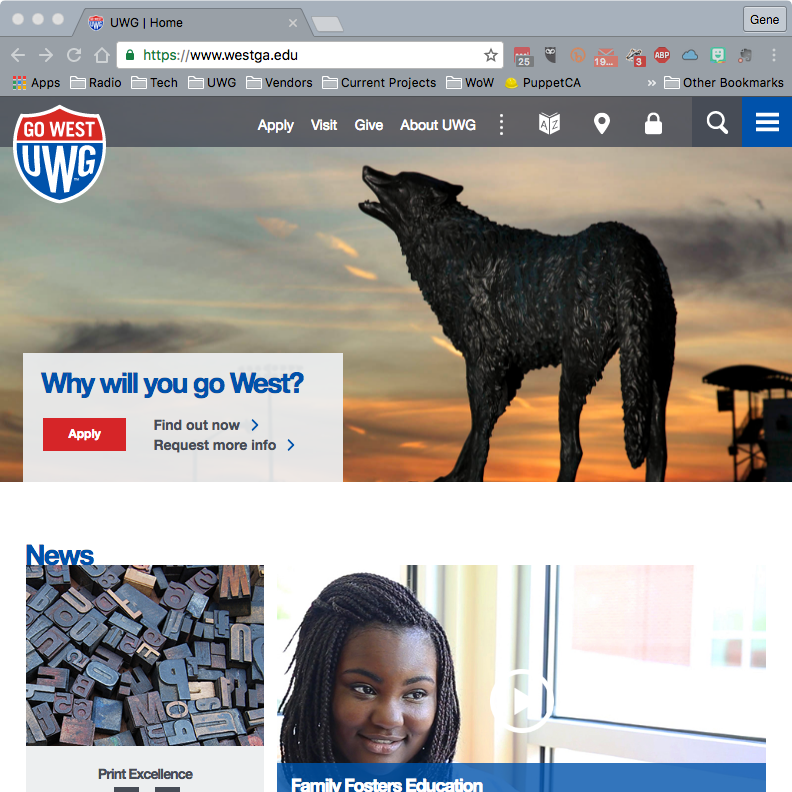 UWG | Home
Gene
https://www.westga.edu
25
19...
3
ABP
Apps
Radio
Tech
UWG
Vendors
Current Projects
WoW
PuppetCA
»
Other Bookmarks
GO WEST
UWG
Apply
Visit
Give
About UWG
A Z
Why will you go West?
Apply
Find out now
Request more info
News
Print Excellence
Family Fosters Education